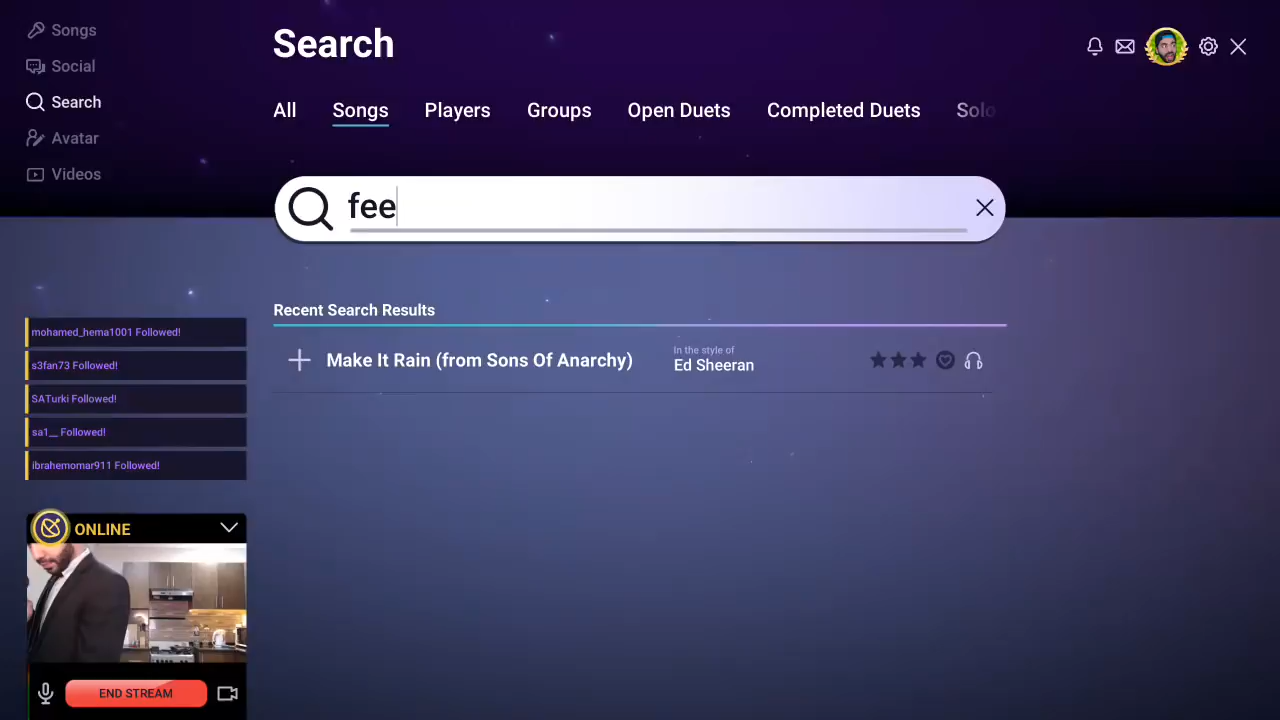 Songs
Social
Search
Avatar
Videos
Search
All Songs Players Groups Open Duets Completed Duets Solo
fee
Recent Search Results
Make It Rain (from Sons Of Anarchy)
In the style of
Ed Sheeran
mohamed_hema1001 Followed!
s3fan73 Followed!
SATurki Followed!
sa1__ Followed!
ibrahemomar911 Followed!
ONLINE
END STREAM